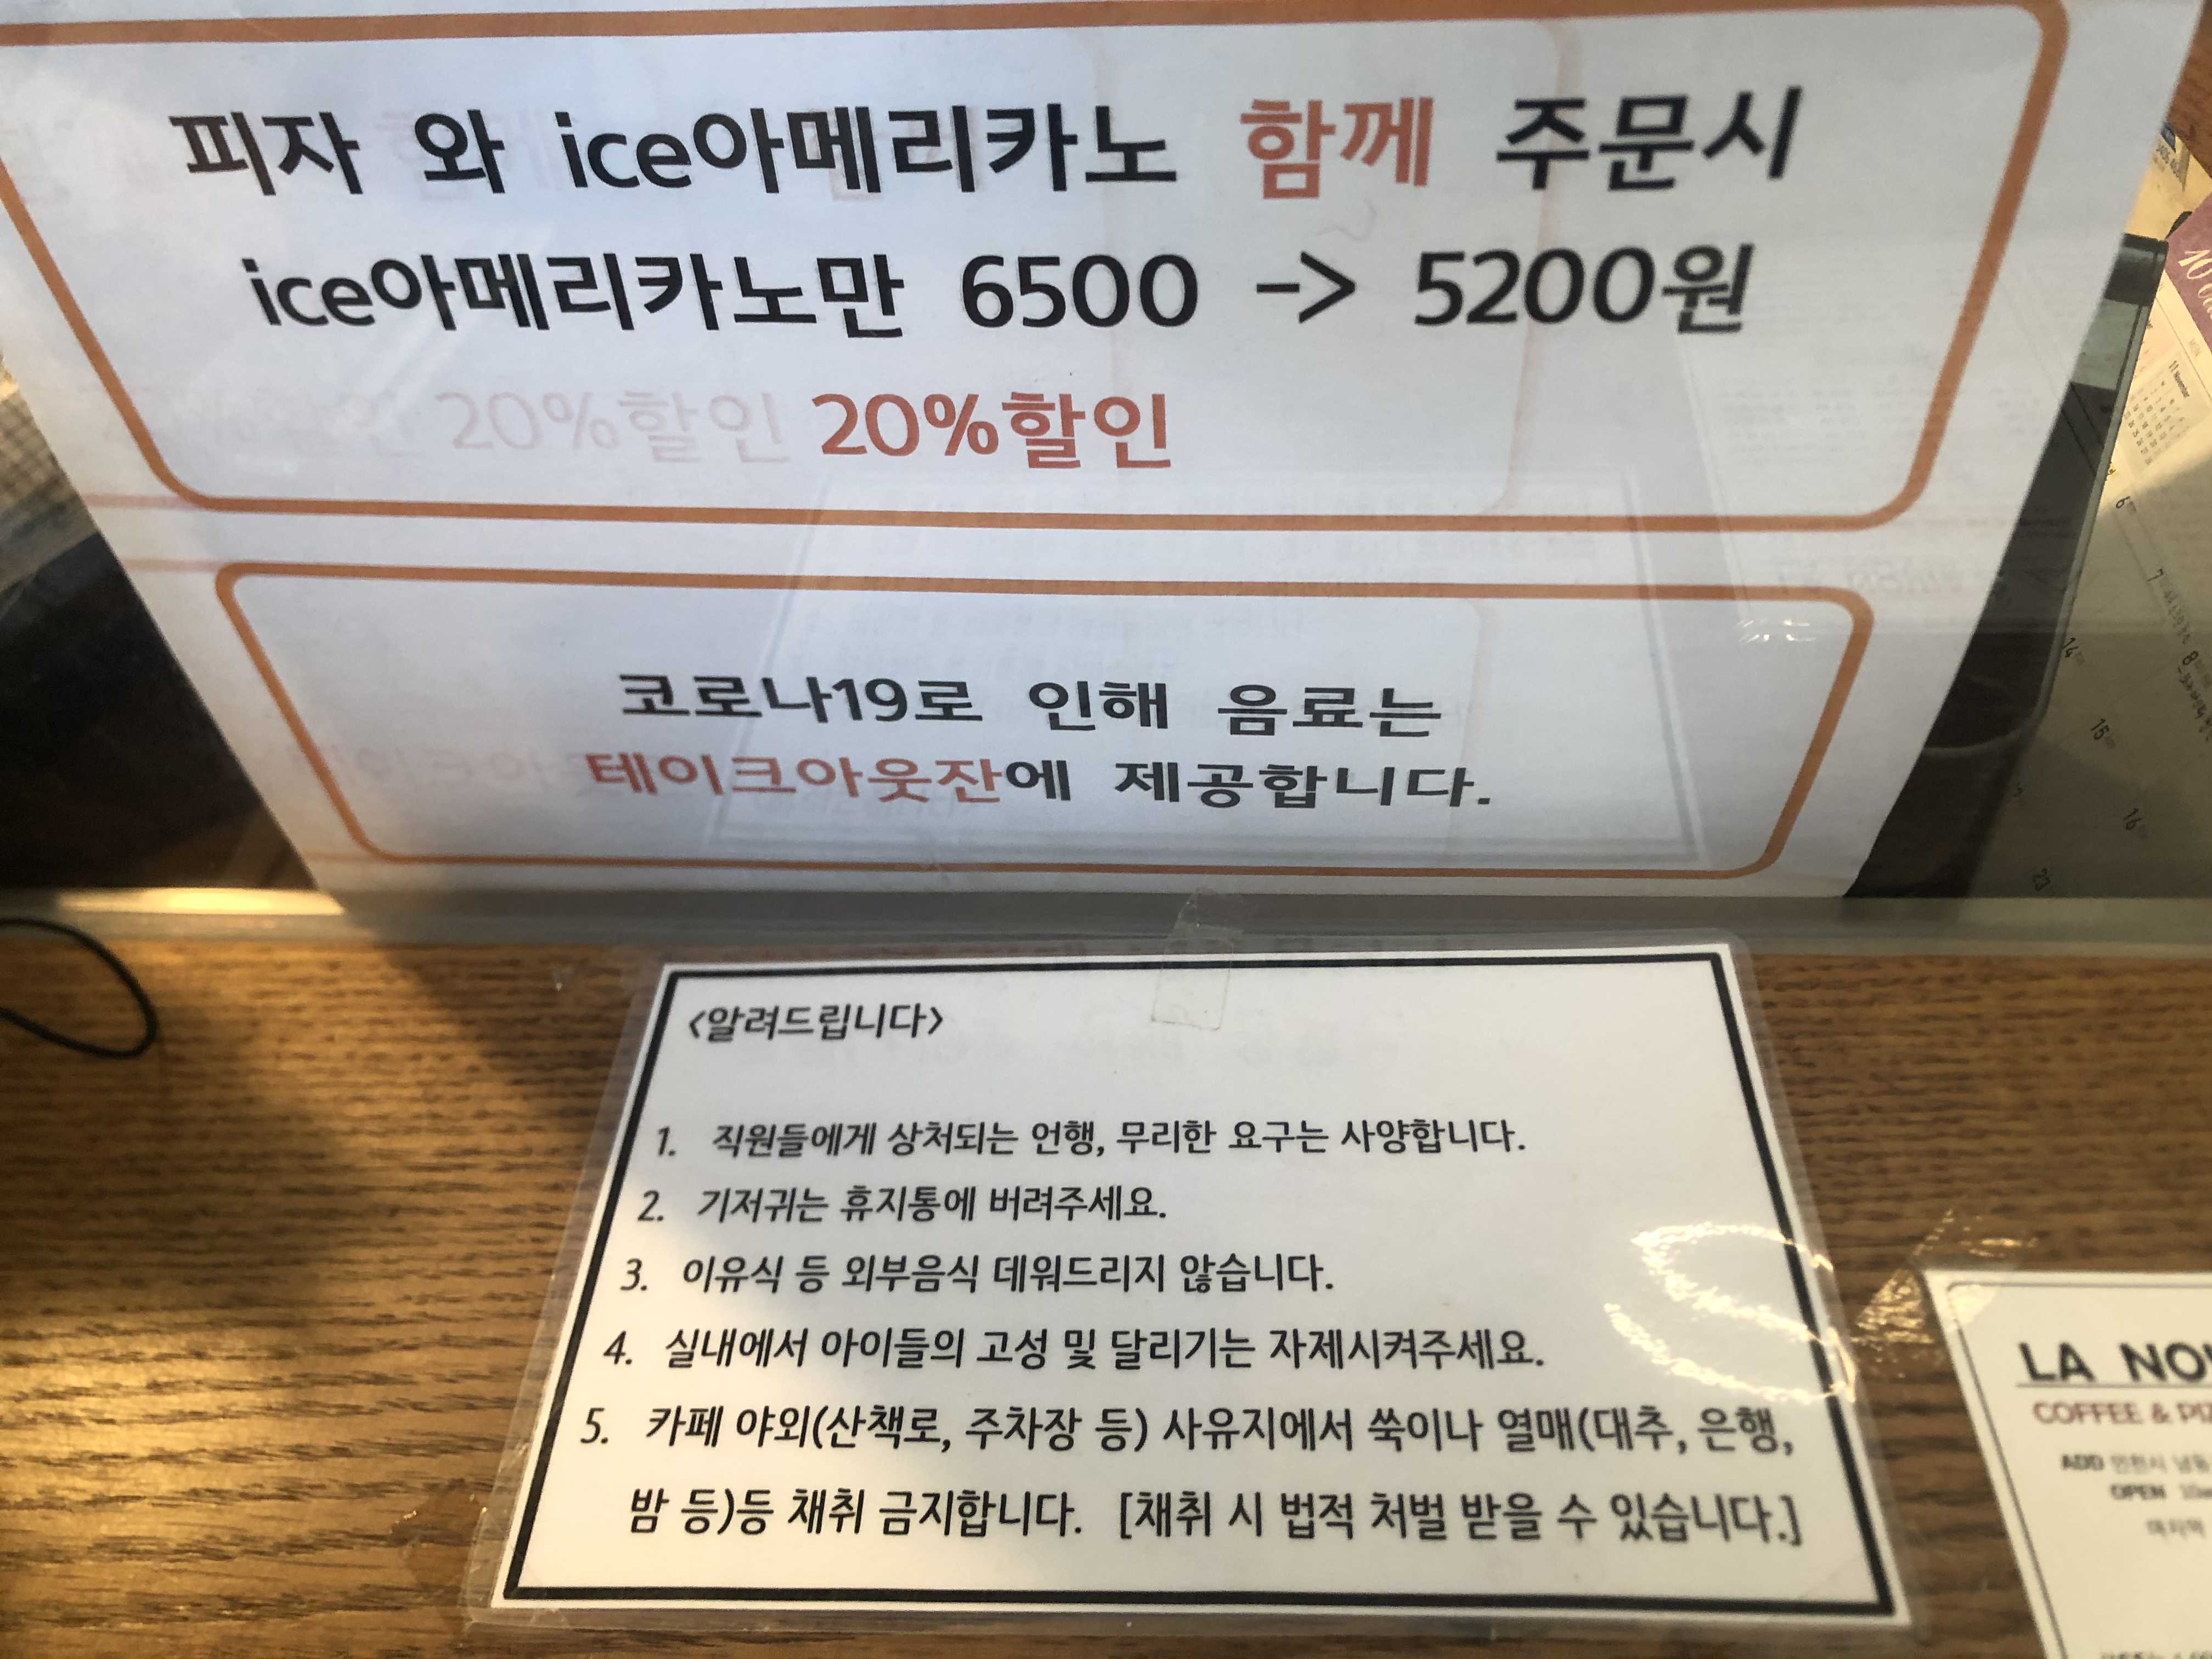 피자 와 ice아메리카노 함께 주문시
ice아메리카노만 6500 -> 5200원
20%할인
코로나19로 인해 음료는
테이크아웃잔에 제공합니다.
<알려드립니다>
1. 직원들에게 상처되는 언행, 무리한 요구는 사양합니다.
2. 기저귀는 휴지통에 버려주세요.
3. 이유식 등 외부음식 데워드리지 않습니다.
4. 실내에서 아이들의 고성 및 달리기는 자제시켜주세요.
5. 카페 야외(산책로, 주차장 등) 사유지에서 쑥이나 열매(대추, 은행,
밤 등)등 채취 금지합니다. [채취 시 법적 처벌 받을 수 있습니다.]
LA
COFFEE &
ADD 인천시 남동
OPEN